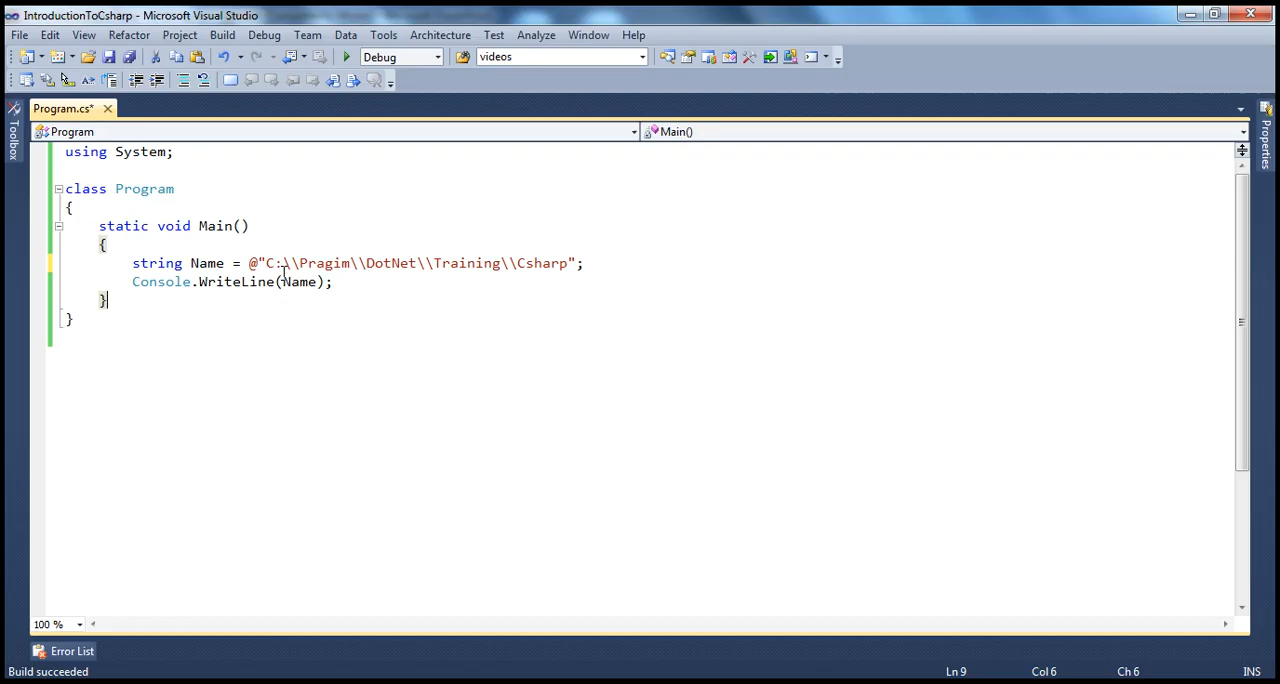 IntroductionToCsharp - Microsoft Visual Studio
File Edit View Refactor Project Build Debug Team Data Tools Architecture Test Analyze Window Help
Debug videos
Program.cs*
Program Main()
Toolbox
Properties
using System;
class Program
{
static void Main()
{
string Name = @"C:\\Pragim\\DotNet\\Training\\Csharp";
Console.WriteLine(Name);
}
}
100 %
Error List
Build succeeded Ln 9 Col 6 Ch 6 INS